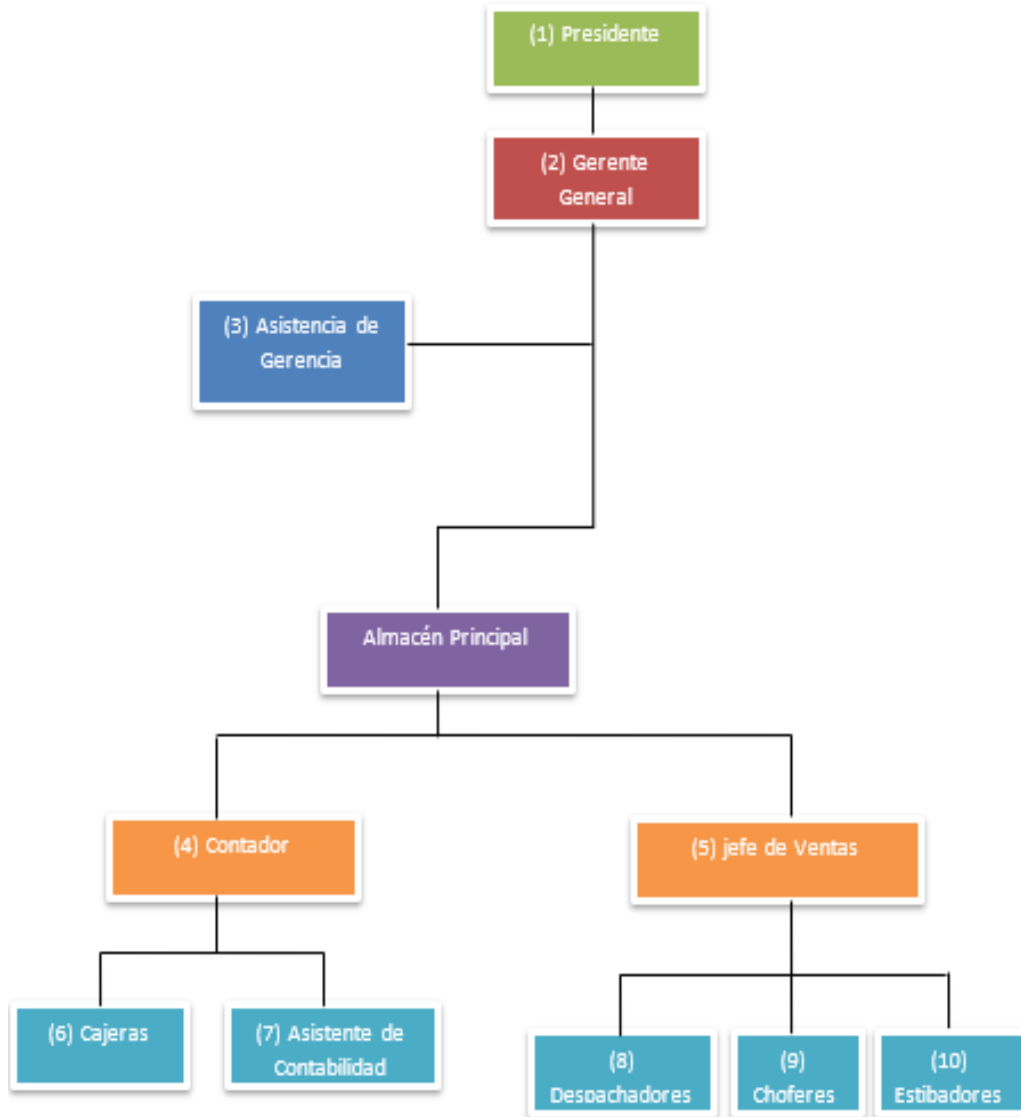 (1) Presidente
(2) Gerente
General
(3) Asistencia de
Gerencia
Almacén Principal
(4) Contador
(5) jefe de Ventas
(6) Cajeras
(7) Asistente de
Contabilidad
(8)
Despachadores
(9)
Choferes
(10)
Estibadores